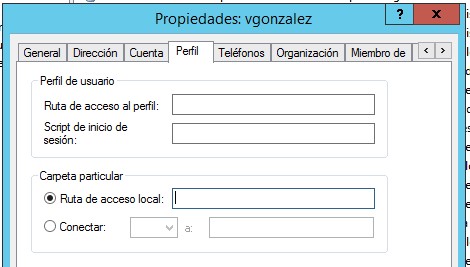 Propiedades: vgonzalez ? x
General Dirección Cuenta Perfil Teléfonos Organización Miembro de
Perfil de usuario
Ruta de acceso al perfil:
Script de inicio de
sesión:
Carpeta particular
Ruta de acceso local:
Conectar: a: